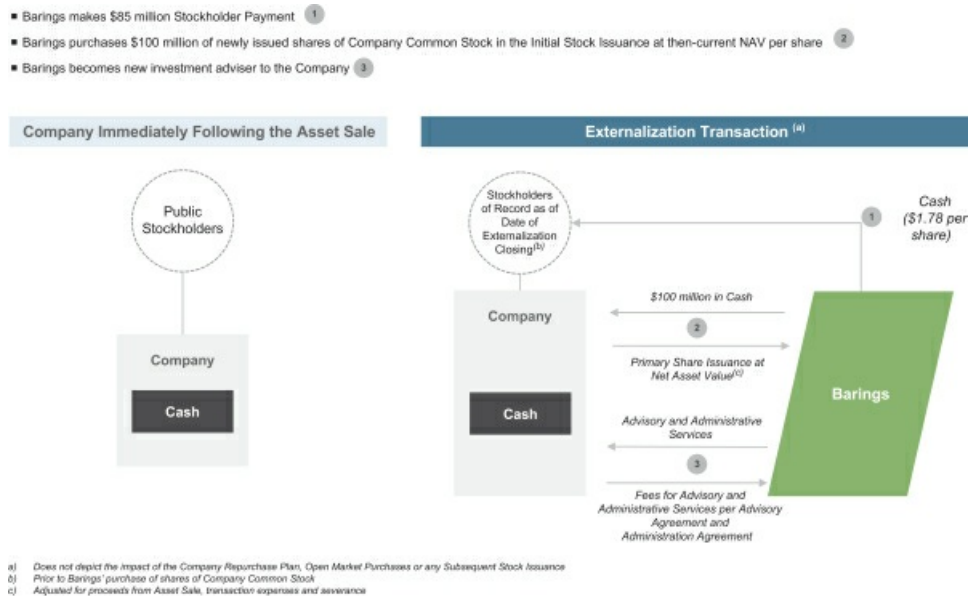 ▪ Barings makes $85 million Stockholder Payment 1
▪ Barings purchases $100 million of newly issued shares of Company Common Stock in the Initial Stock Issuance at then-current NAV per share 2
▪ Barings becomes new investment adviser to the Company 3
Company Immediately Following the Asset Sale
Public
Stockholders
Company
Cash
Externalization Transaction (a)
Stockholders
of Record as of
Date of
Externalization
Closing(b)
1
Cash
($1.78 per
share)
Company
Cash
$100 million in Cash
2
Primary Share Issuance at
Net Asset Value(c)
Advisory and Administrative
Services
3
Fees for Advisory and
Administrative Services per Advisory
Agreement and
Administration Agreement
Barings
a) Does not depict the impact of the Company Repurchase Plan, Open Market Purchases or any Subsequent Stock Issuance
b) Prior to Barings' purchase of shares of Company Common Stock
c) Adjusted for proceeds from Asset Sale, transaction expenses and severance